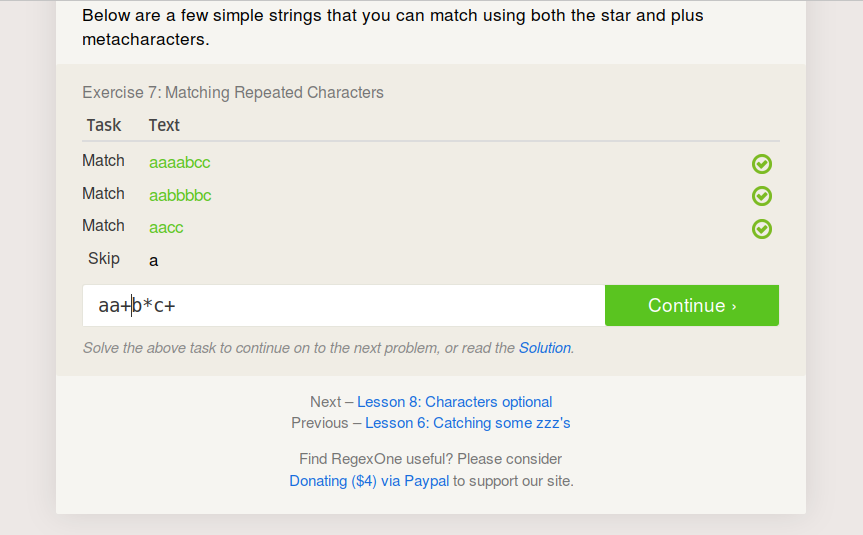 Below are a few simple strings that you can match using both the star and plus
metacharacters.
Exercise 7: Matching Repeated Characters
Task Text
Match aaaabcc
Match aabbbbc
Match aacc
Skip a
aa+b*c+ Continue ›
Solve the above task to continue on to the next problem, or read the Solution.
Next – Lesson 8: Characters optional
Previous – Lesson 6: Catching some zzz's
Find RegexOne useful? Please consider
Donating ($4) via Paypal to support our site.